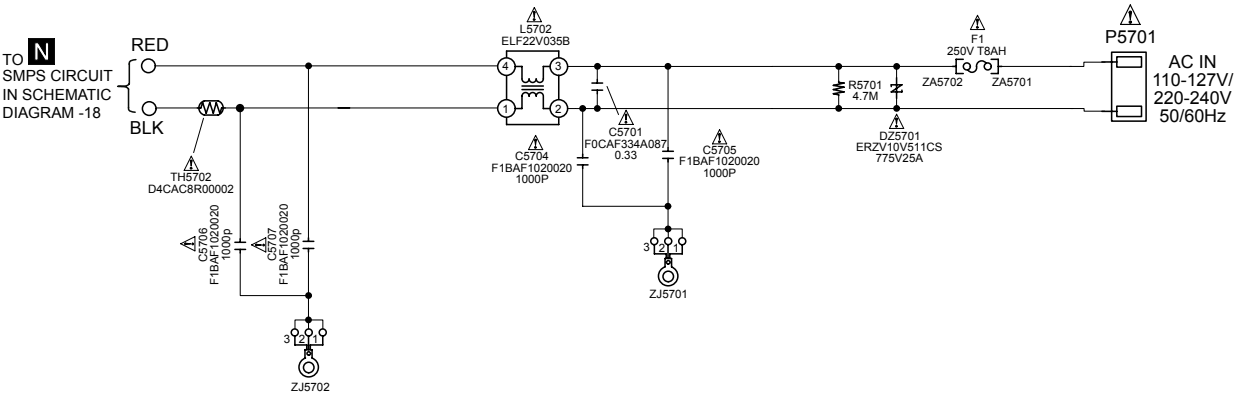 TO N
SMPS CIRCUIT
IN SCHEMATIC
DIAGRAM -18
RED
BLK
TH5702
D4CAC8R00002
C5706
F1BAF1020020
1000p
C5707
F1BAF1020020
1000p
3 2 1
ZJ5702
L5702
ELF22V035B
4 3
1 2
C5704
F1BAF1020020
1000P
C5701
F0CAF334A087
0.33
C5705
F1BAF1020020
1000P
3 2 1
ZJ5701
R5701
4.7M
DZ5701
ERZV10V511CS
775V25A
F1
250V T8AH
ZA5702 ZA5701
P5701
AC IN
110-127V/
220-240V
50/60Hz